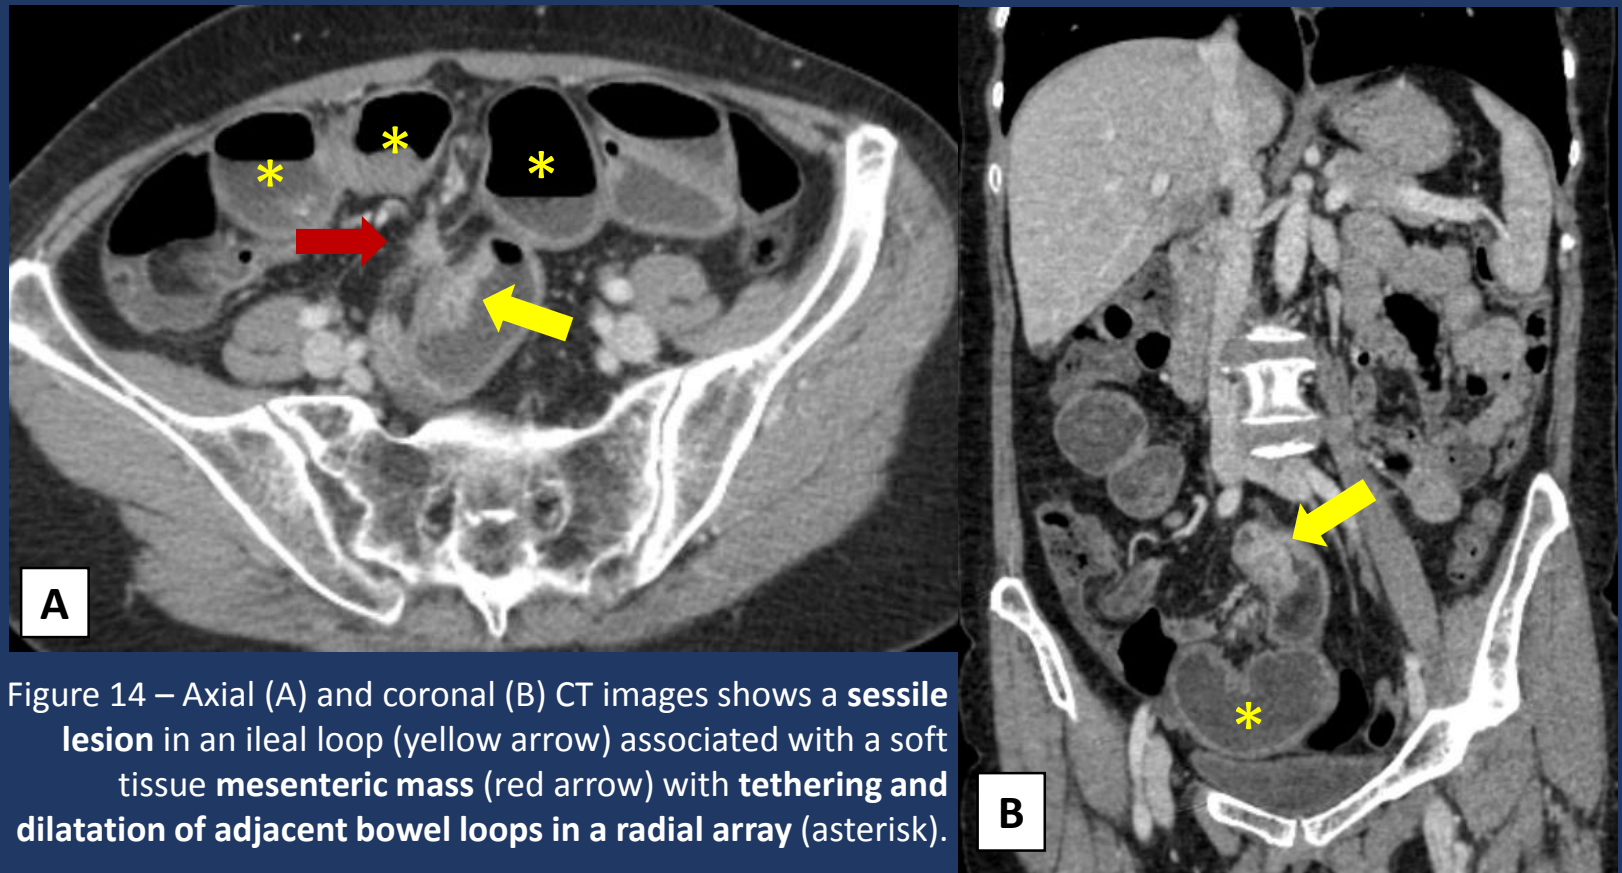 A
B
Figure 14 – Axial (A) and coronal (B) CT images shows a sessile
lesion in an ileal loop (yellow arrow) associated with a soft
tissue mesenteric mass (red arrow) with tethering and
dilatation of adjacent bowel loops in a radial array (asterisk).